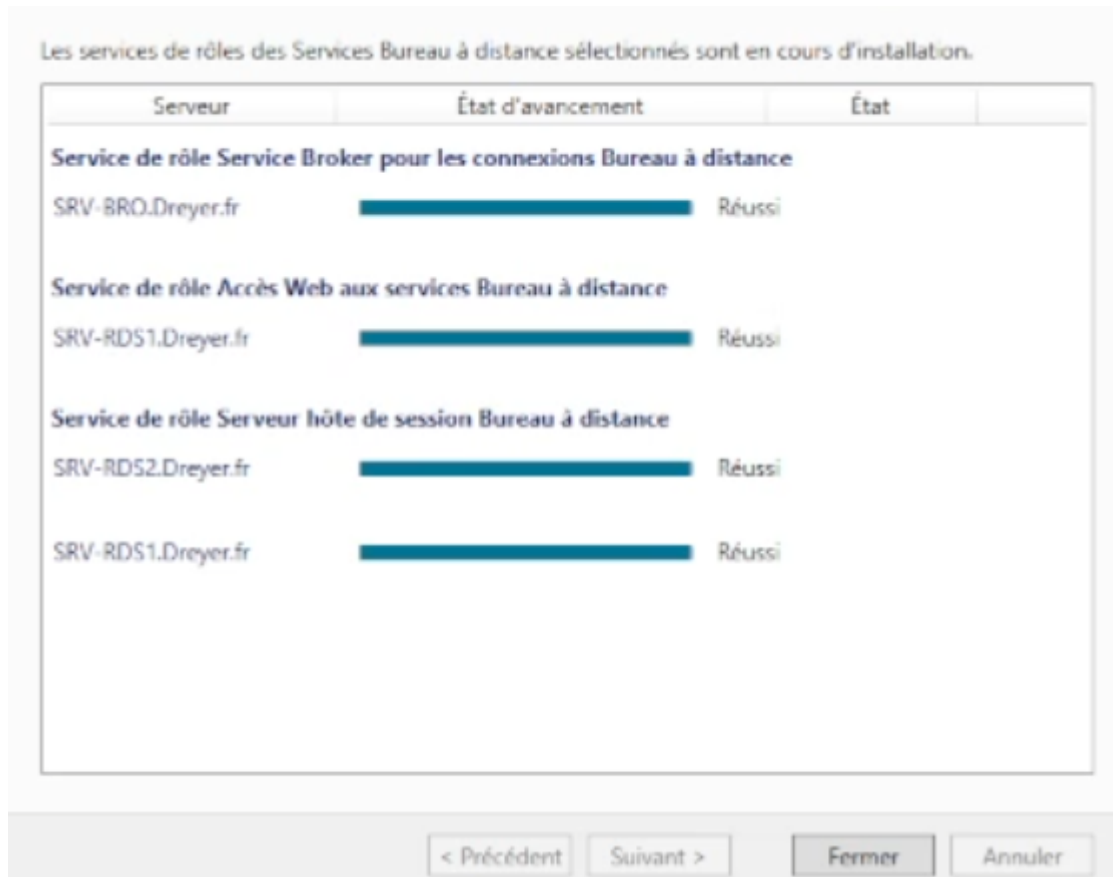 Les services de rôles des Services Bureau à distance sélectionnés sont en cours d'installation.
Serveur État d'avancement État
Service de rôle Service Broker pour les connexions Bureau à distance
SRV-BRO.Dreyer.fr Réussi
Service de rôle Accès Web aux services Bureau à distance
SRV-RDS1.Dreyer.fr Réussi
Service de rôle Serveur hôte de session Bureau à distance
SRV-RDS2.Dreyer.fr Réussi
SRV-RDS1.Dreyer.fr Réussi
< Précédent Suivant > Fermer Annuler